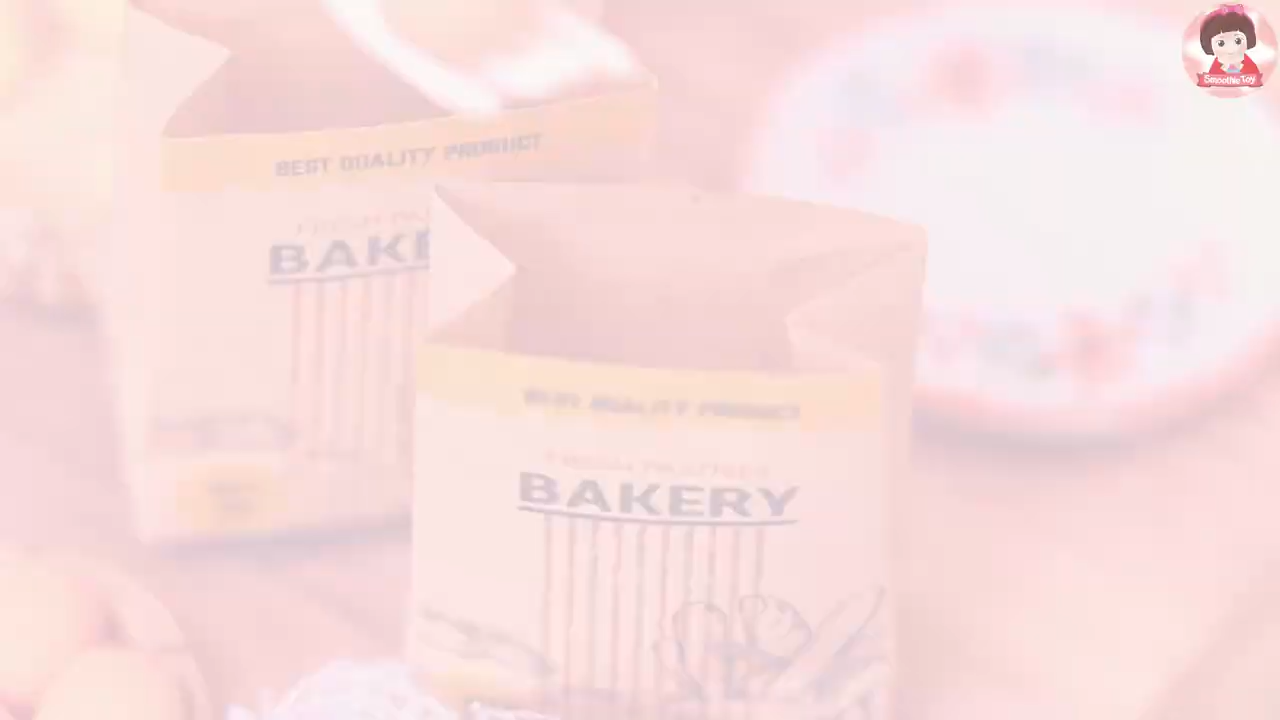 BEST QUALITY PRODUCT
BAKE
BEST QUALITY PRODUCT
BAKERY
Smoothie Toy